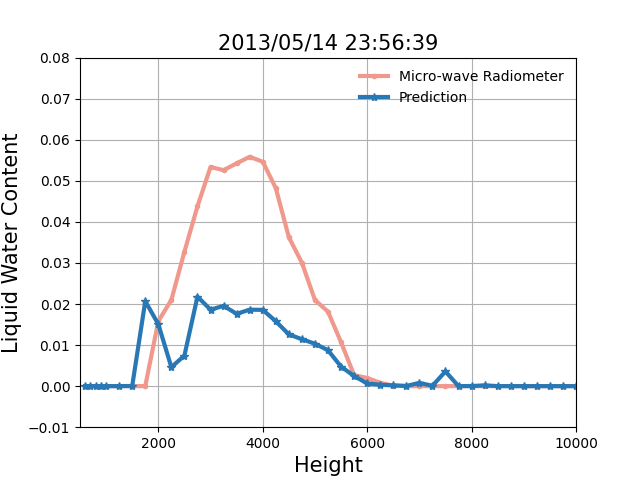 2013/05/14 23:56:39
Micro-wave Radiometer
Prediction
Liquid Water Content
0.08
0.07
0.06
0.05
0.04
0.03
0.02
0.01
0.00
−0.01
2000 4000 6000 8000 10000
Height